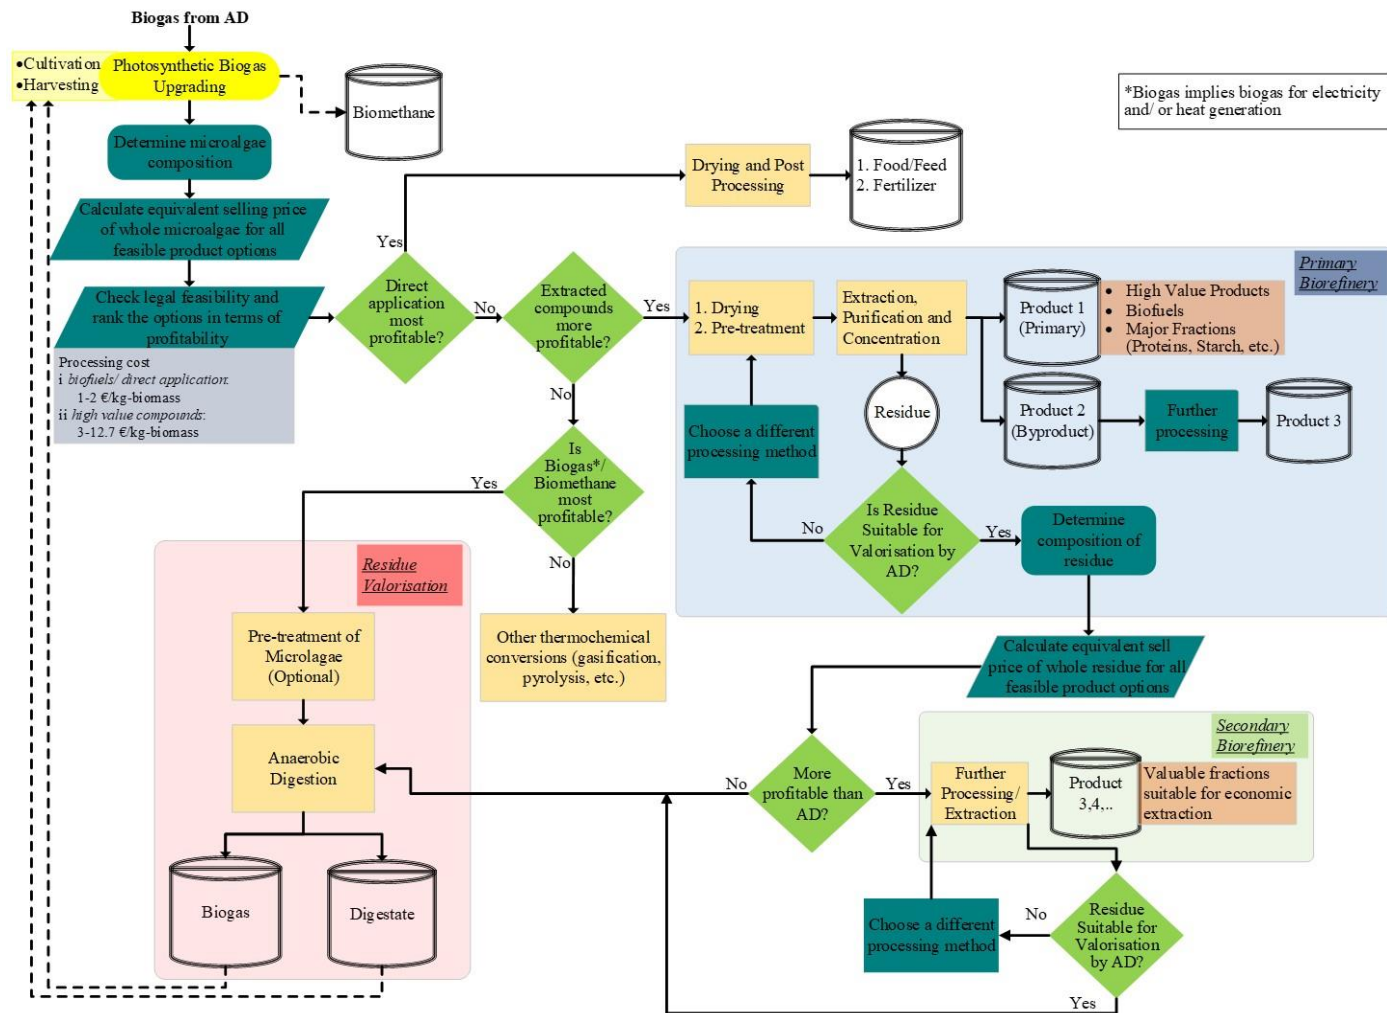 Biogas from AD
•Cultivation
•Harvesting
Photosynthetic Biogas
Upgrading
Biomethane
*Biogas implies biogas for electricity
and/ or heat generation
Determine microalgae
composition
Drying and Post
Processing
1. Food/Feed
2. Fertilizer
Calculate equivalent selling price
of whole microalgae for all
feasible product options
Yes
Check legal feasibility and
rank the options in terms of
profitability
Processing cost
i biofuels/ direct application:
1-2 €/kg-biomass
ii high value compounds:
3-12.7 €/kg-biomass
Direct
application
most
profitable?
No
Extracted
compounds
more
profitable?
Yes
No
Primary
Biorefinery
1. Drying
2. Pre-treatment
Extraction,
Purification and
Concentration
Product 1
(Primary)
• High Value Products
• Biofuels
• Major Fractions
(Proteins, Starch, etc.)
Residue
Product 2
(Byproduct)
Further
processing
Product 3
Choose a different
processing method
Is
Biogas*/
Biomethane
most
profitable?
Yes
No
Is Residue
Suitable for
Valorisation by
AD?
No
Yes
Determine
composition of
residue
Residue
Valorisation
Pre-treatment of
Microlagae
(Optional)
Other thermochemical
conversions (gasification,
pyrolysis, etc.)
Calculate equivalent sell
price of whole residue for all
feasible product options
Anaerobic
Digestion
No
More
profitable than
AD?
Yes
Secondary
Biorefinery
Further
Processing/
Extraction
Product
3,4,..
Valuable fractions
suitable for economic
extraction
Biogas
Digestate
Choose a different
processing method
No
Residue
Suitable for
Valorisation
by AD?
Yes